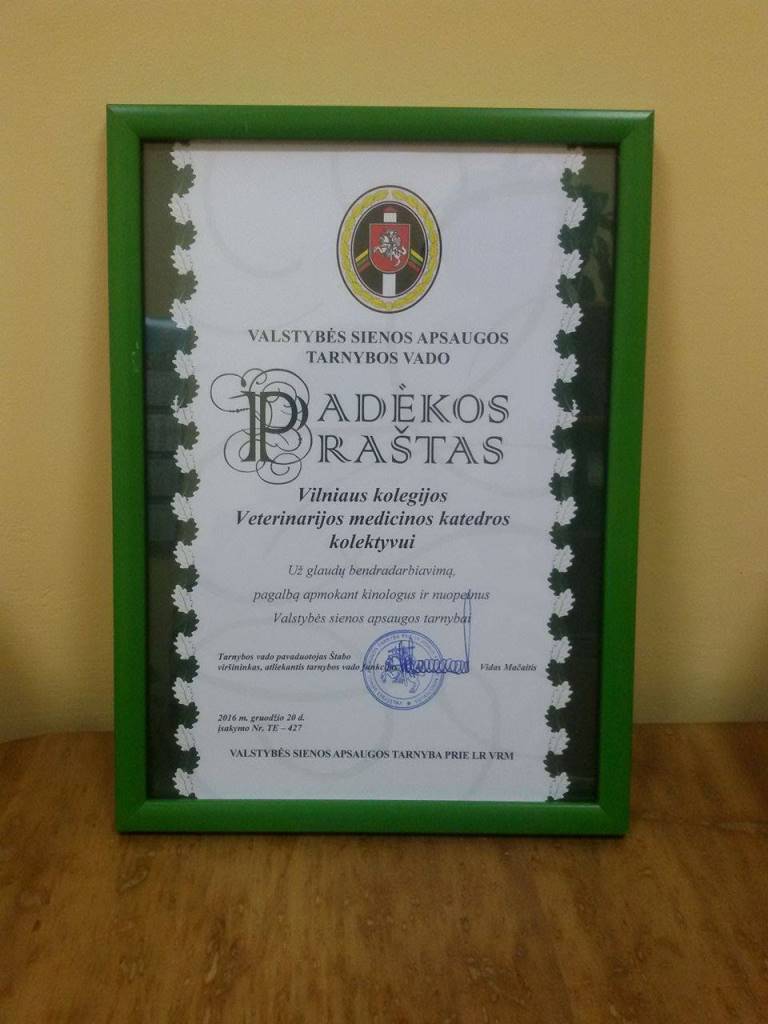 VALSTYBĖS SIENOS APSAUGOS
TARNYBOS VADO
PADĖKOS
RAŠTAS
Vilniaus kolegijos
Veterinarijos medicinos katedros
kolektyvui
Už glaudų bendradarbiavimą,
pagalbą apmokant kinologus ir nuopelnus
Valstybės sienos apsaugos tarnybai
Tarnybos vado pavaduotojas Štabo
viršininkas, atliekantis tarnybos vado funkcijas
Vidas Mačaitis
2016 m. gruodžio 20 d.
įsakymo Nr. TE – 427
VALSTYBĖS SIENOS APSAUGOS TARNYBA PRIE LR VRM